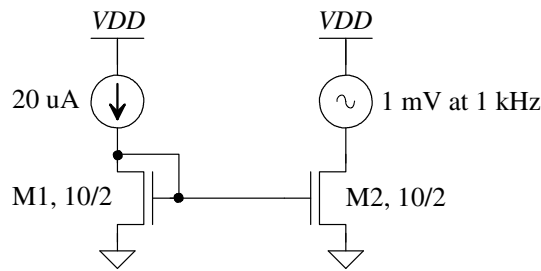 VDD
VDD
20 uA
1 mV at 1 kHz
M1, 10/2
M2, 10/2